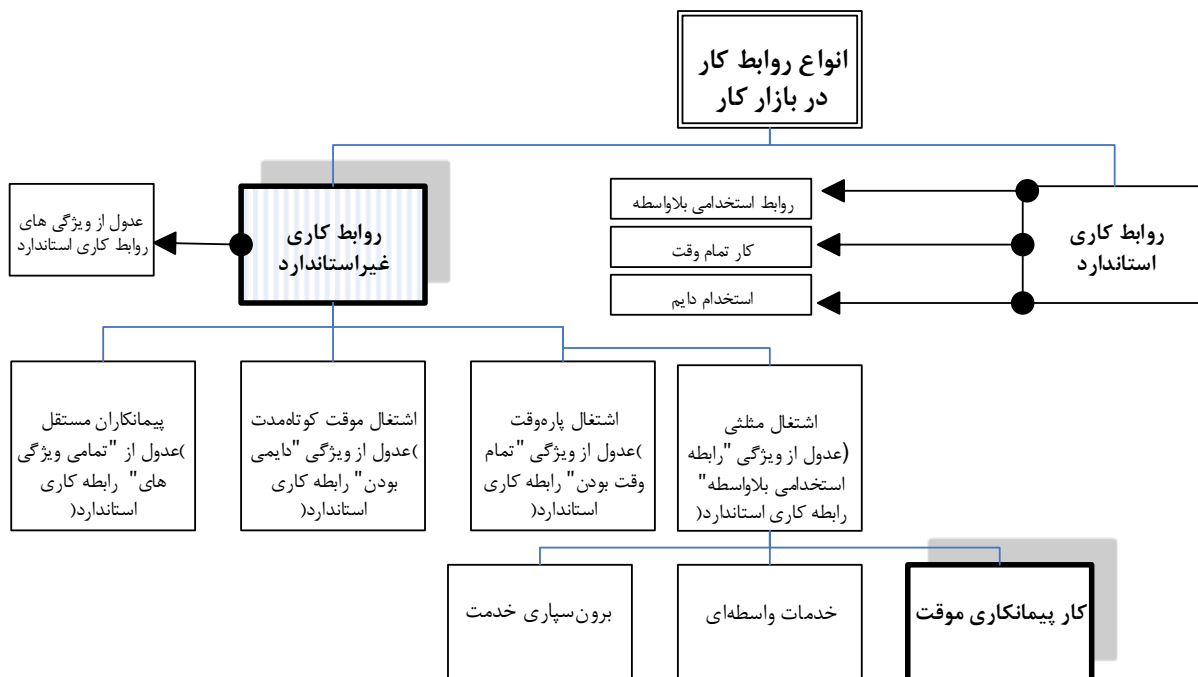 انواع روابط کار
در بازار کار
روابط کاری
استاندارد
روابط استخدامی بلاواسطه
کار تمام وقت
استخدام دایم
روابط کاری
غیراستاندارد
عدول از ویژگی های
روابط کاری استاندارد
اشتغال مثلثی
(عدول از ویژگی "رابطه
استخدامی بلاواسطه"
رابطه کاری استاندارد(
اشتغال پاره‌وقت
)عدول از ویژگی "تمام
وقت بودن" رابطه کاری
استاندارد(
اشتغال موقت کوتاه‌مدت
)عدول از ویژگی "دایمی
بودن" رابطه کاری
استاندارد(
پیمانکاران مستقل
)عدول از "تمامی ویژگی
های" رابطه کاری
استاندارد(
کار پیمانکاری موقت
خدمات واسطه‌ای
برون‌سپاری خدمت